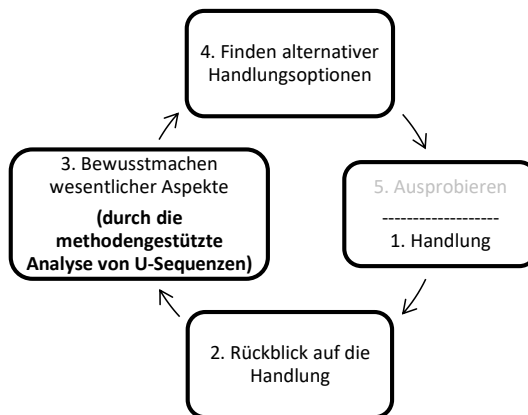 4. Finden alternativer
Handlungsoptionen
3. Bewusstmachen
wesentlicher Aspekte
(durch die
methodengestützte
Analyse von U-Sequenzen)
5. Ausprobieren
-------------------
1. Handlung
2. Rückblick auf die
Handlung